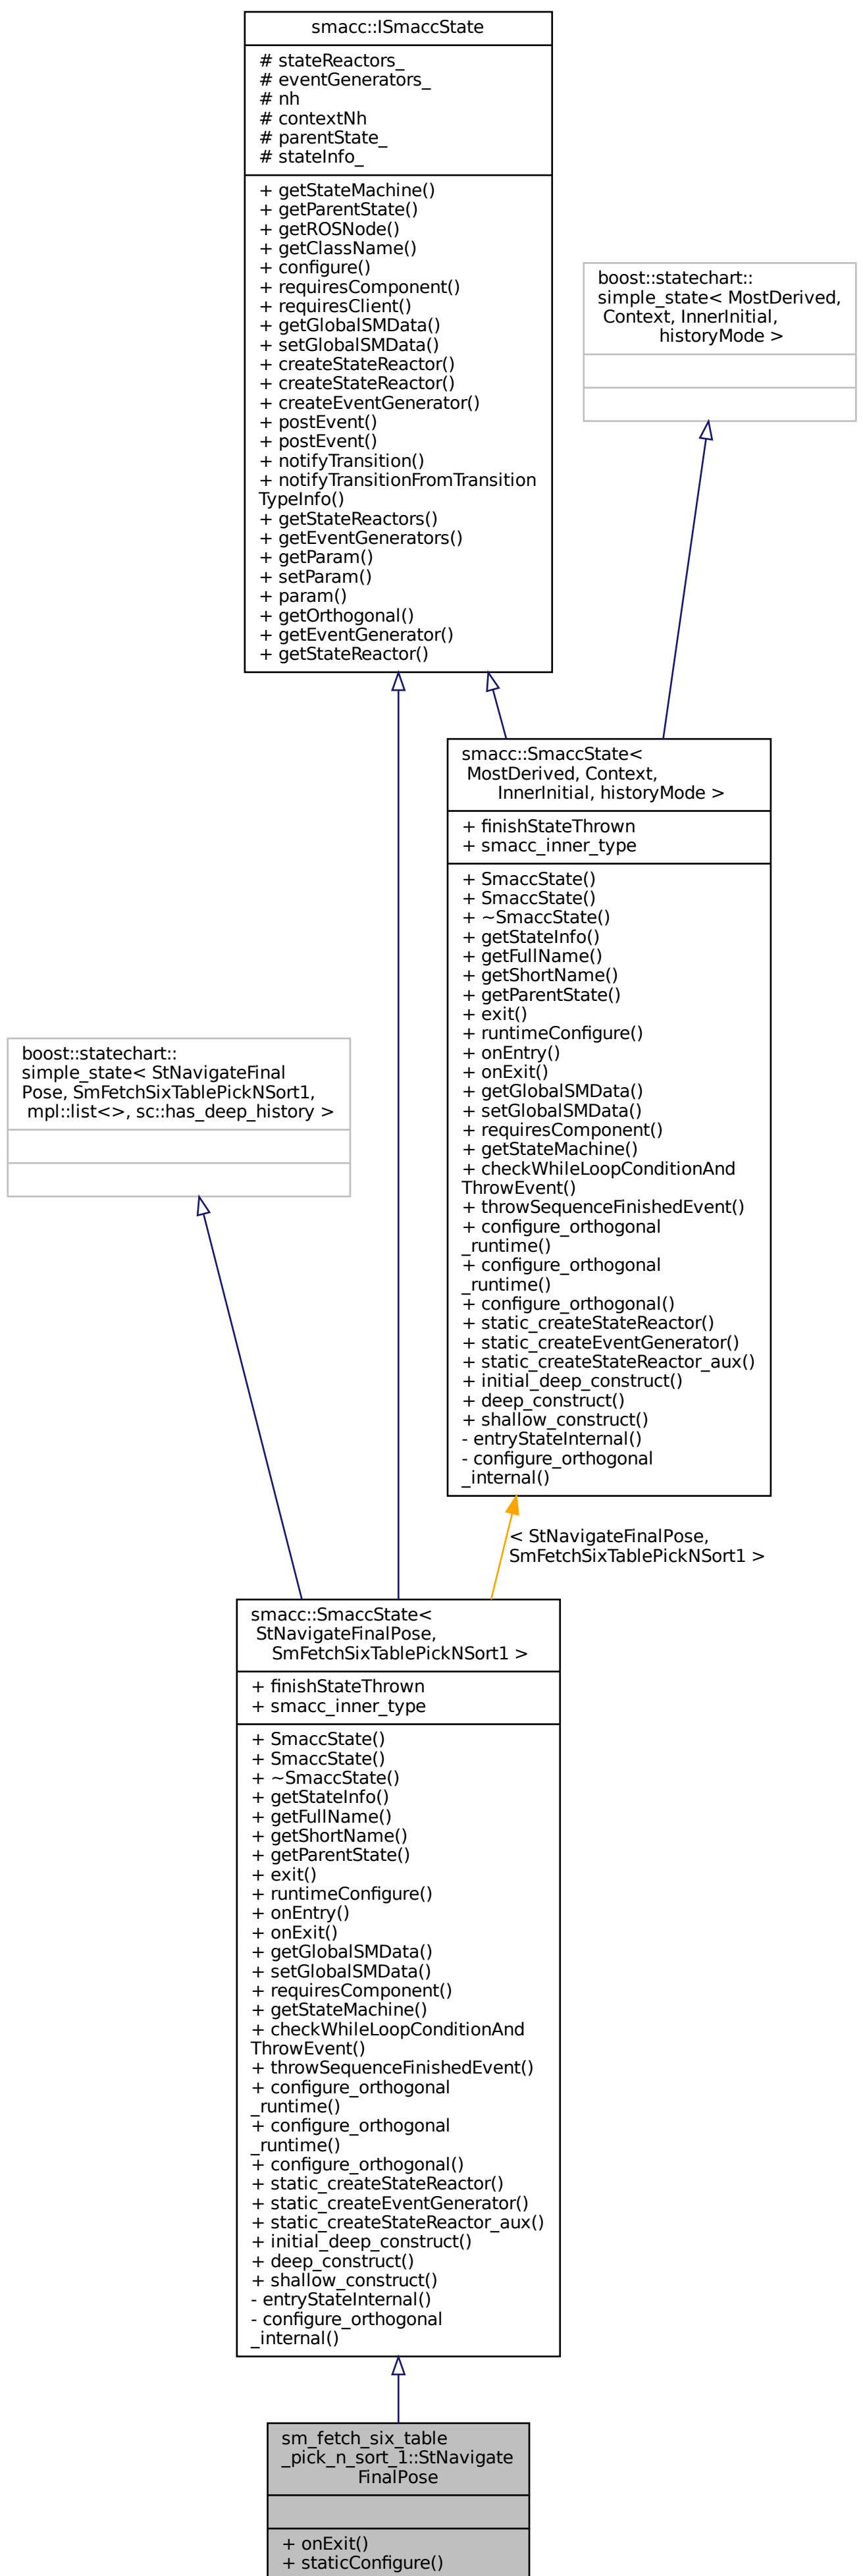 smacc::ISmaccState
# stateReactors_
# eventGenerators_
# nh
# contextNh
# parentState_
# stateInfo_
+ getStateMachine()
+ getParentState()
+ getROSNode()
+ getClassName()
+ configure()
+ requiresComponent()
+ requiresClient()
+ getGlobalSMData()
+ setGlobalSMData()
+ createStateReactor()
+ createStateReactor()
+ createEventGenerator()
+ postEvent()
+ postEvent()
+ notifyTransition()
+ notifyTransitionFromTransition
TypeInfo()
+ getStateReactors()
+ getEventGenerators()
+ getParam()
+ setParam()
+ param()
+ getOrthogonal()
+ getEventGenerator()
+ getStateReactor()
boost::statechart::
simple_state< MostDerived,
Context, InnerInitial,
historyMode >
smacc::SmaccState<
MostDerived, Context,
InnerInitial, historyMode >
+ finishStateThrown
+ smacc_inner_type
+ SmaccState()
+ SmaccState()
+ ~SmaccState()
+ getStateInfo()
+ getFullName()
+ getShortName()
+ getParentState()
+ exit()
+ runtimeConfigure()
+ onEntry()
+ onExit()
+ getGlobalSMData()
+ setGlobalSMData()
+ requiresComponent()
+ getStateMachine()
+ checkWhileLoopConditionAnd
ThrowEvent()
+ throwSequenceFinishedEvent()
+ configure_orthogonal
_runtime()
+ configure_orthogonal
_runtime()
+ configure_orthogonal()
+ static_createStateReactor()
+ static_createEventGenerator()
+ static_createStateReactor_aux()
+ initial_deep_construct()
+ deep_construct()
+ shallow_construct()
- entryStateInternal()
- configure_orthogonal
_internal()
boost::statechart::
simple_state< StNavigateFinal
Pose, SmFetchSixTablePickNSort1,
mpl::list<>, sc::has_deep_history >
< StNavigateFinalPose,
SmFetchSixTablePickNSort1 >
smacc::SmaccState<
StNavigateFinalPose,
SmFetchSixTablePickNSort1 >
+ finishStateThrown
+ smacc_inner_type
+ SmaccState()
+ SmaccState()
+ ~SmaccState()
+ getStateInfo()
+ getFullName()
+ getShortName()
+ getParentState()
+ exit()
+ runtimeConfigure()
+ onEntry()
+ onExit()
+ getGlobalSMData()
+ setGlobalSMData()
+ requiresComponent()
+ getStateMachine()
+ checkWhileLoopConditionAnd
ThrowEvent()
+ throwSequenceFinishedEvent()
+ configure_orthogonal
_runtime()
+ configure_orthogonal
_runtime()
+ configure_orthogonal()
+ static_createStateReactor()
+ static_createEventGenerator()
+ static_createStateReactor_aux()
+ initial_deep_construct()
+ deep_construct()
+ shallow_construct()
- entryStateInternal()
- configure_orthogonal
_internal()
sm_fetch_six_table
_pick_n_sort_1::StNavigate
FinalPose
+ onExit()
+ staticConfigure()